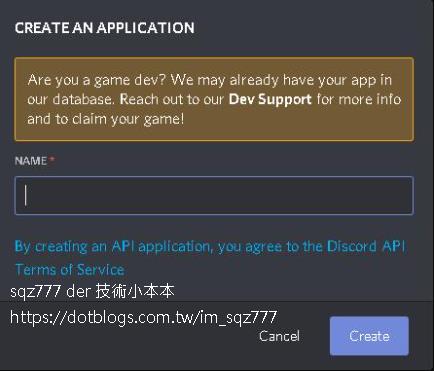 CREATE AN APPLICATION
Are you a game dev? We may already have your app in
our database. Reach out to our Dev Support for more info
and to claim your game!
NAME *
By creating an API application, you agree to the Discord API
Terms of Service
sqz777 der 技術小本本
https://dotblogs.com.tw/im_sqz777
Cancel
Create